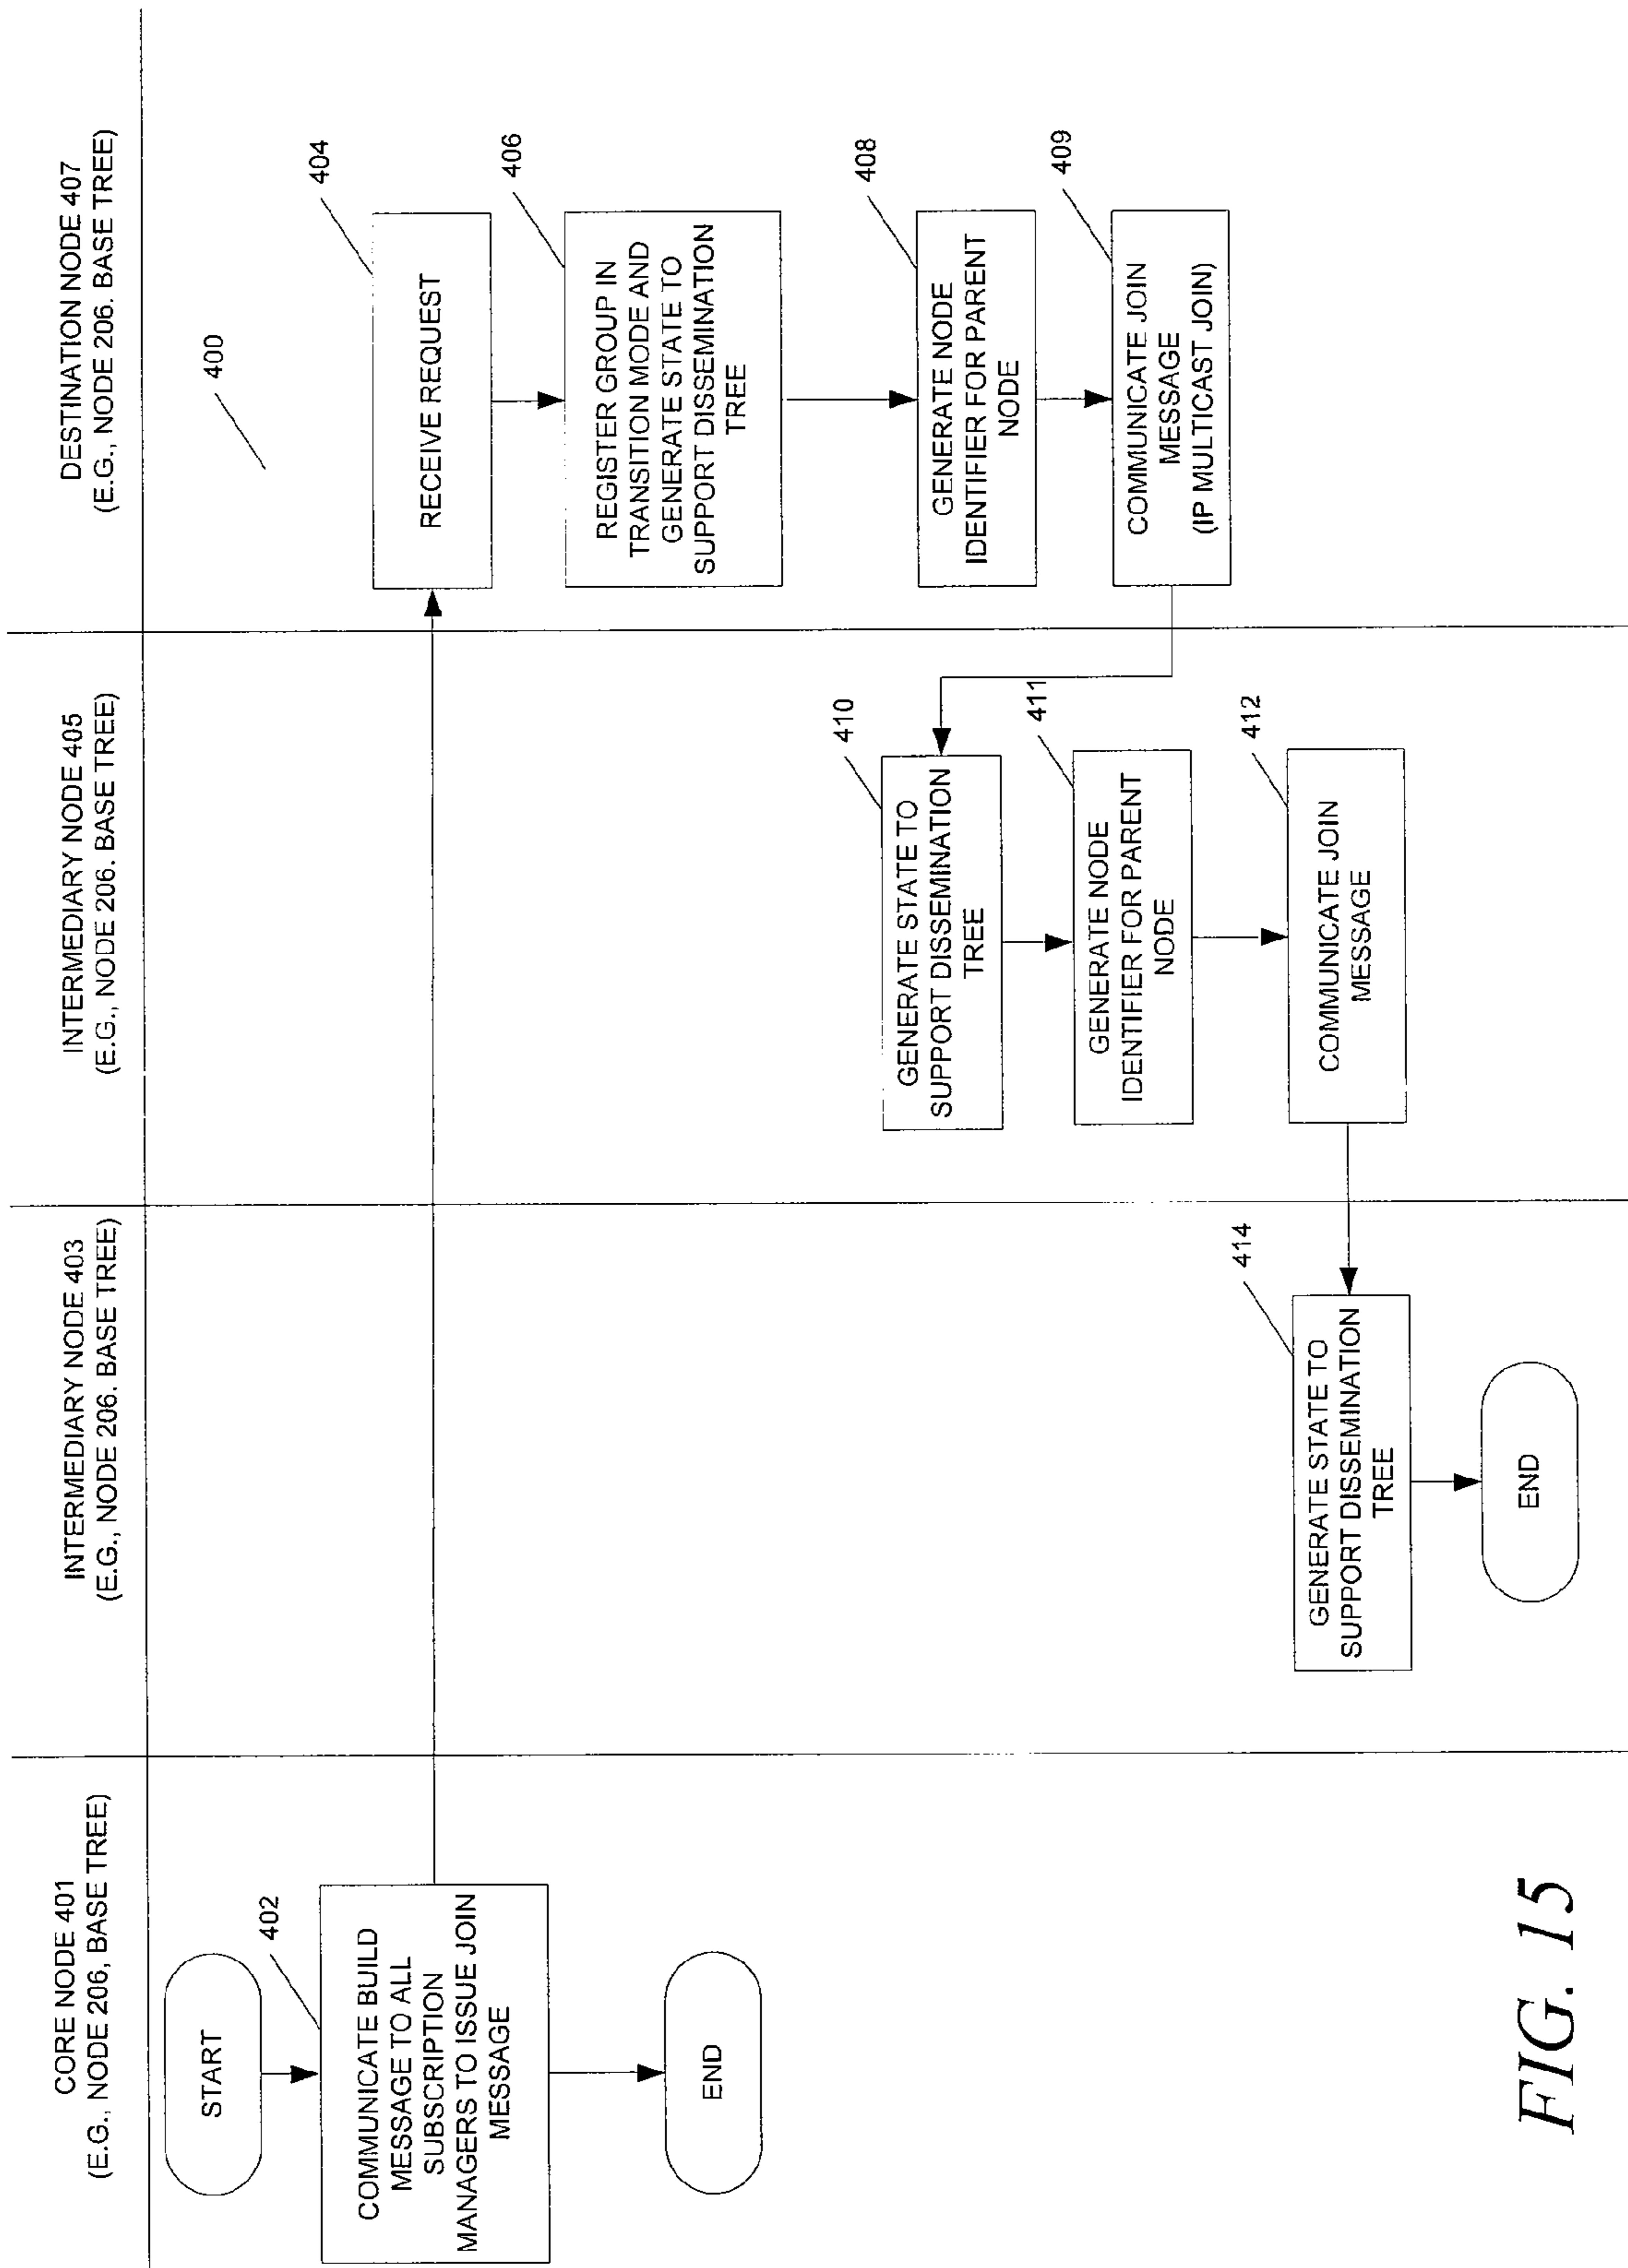 CORE NODE 401
(E.G., NODE 206, BASE TREE)
INTERMEDIARY NODE 403
(E.G., NODE 206. BASE TREE)
INTERMEDIARY NODE 405
(E.G., NODE 206. BASE TREE)
DESTINATION NODE 407
(E.G., NODE 206. BASE TREE)
400
START
402
COMMUNICATE BUILD
MESSAGE TO ALL
SUBSCRIPTION
MANAGERS TO ISSUE JOIN
MESSAGE
END
404
RECEIVE REQUEST
406
REGISTER GROUP IN
TRANSITION MODE AND
GENERATE STATE TO
SUPPORT DISSEMINATION
TREE
408
GENERATE NODE
IDENTIFIER FOR PARENT
NODE
409
COMMUNICATE JOIN
MESSAGE
(IP MULTICAST JOIN)
410
GENERATE STATE TO
SUPPORT DISSEMINATION
TREE
411
GENERATE NODE
IDENTIFIER FOR PARENT
NODE
412
COMMUNICATE JOIN
MESSAGE
414
GENERATE STATE TO
SUPPORT DISSEMINATION
TREE
END
FIG. 15